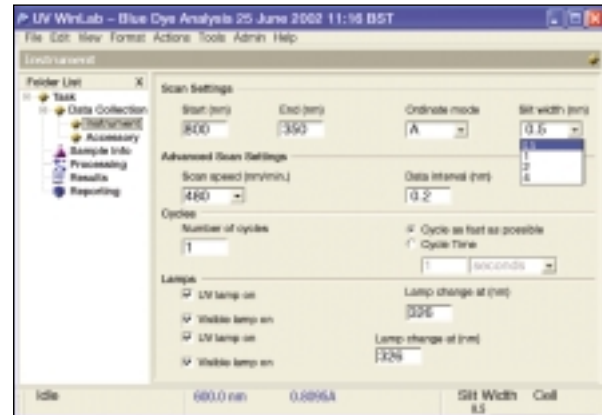 UV WinLab – Blue Dye Analysis 25 June 2002 11:16 BST
File Edit View Format Actions Tools Admin Help
Instrument
Folder List X
Task
Data Collection
Instrument
Accessory
Sample Info
Processing
Results
Reporting
Scan Settings
Start (nm) End (nm) Ordinate mode Slit width (nm)
800 350 A 0.5
0.5
1
2
4
Advanced Scan Settings
Scan speed (nm/min.) Data interval (nm)
480 0.2
Cycles
Number of cycles Cycle as fast as possible
1 Cycle Time
1 seconds
Lamps
UV lamp on Lamp change at (nm)
326
Visible lamp on
UV lamp on Lamp change at (nm)
326
Visible lamp on
Idle 600.0 nm 0.8095A Slit Width Cell
0.5